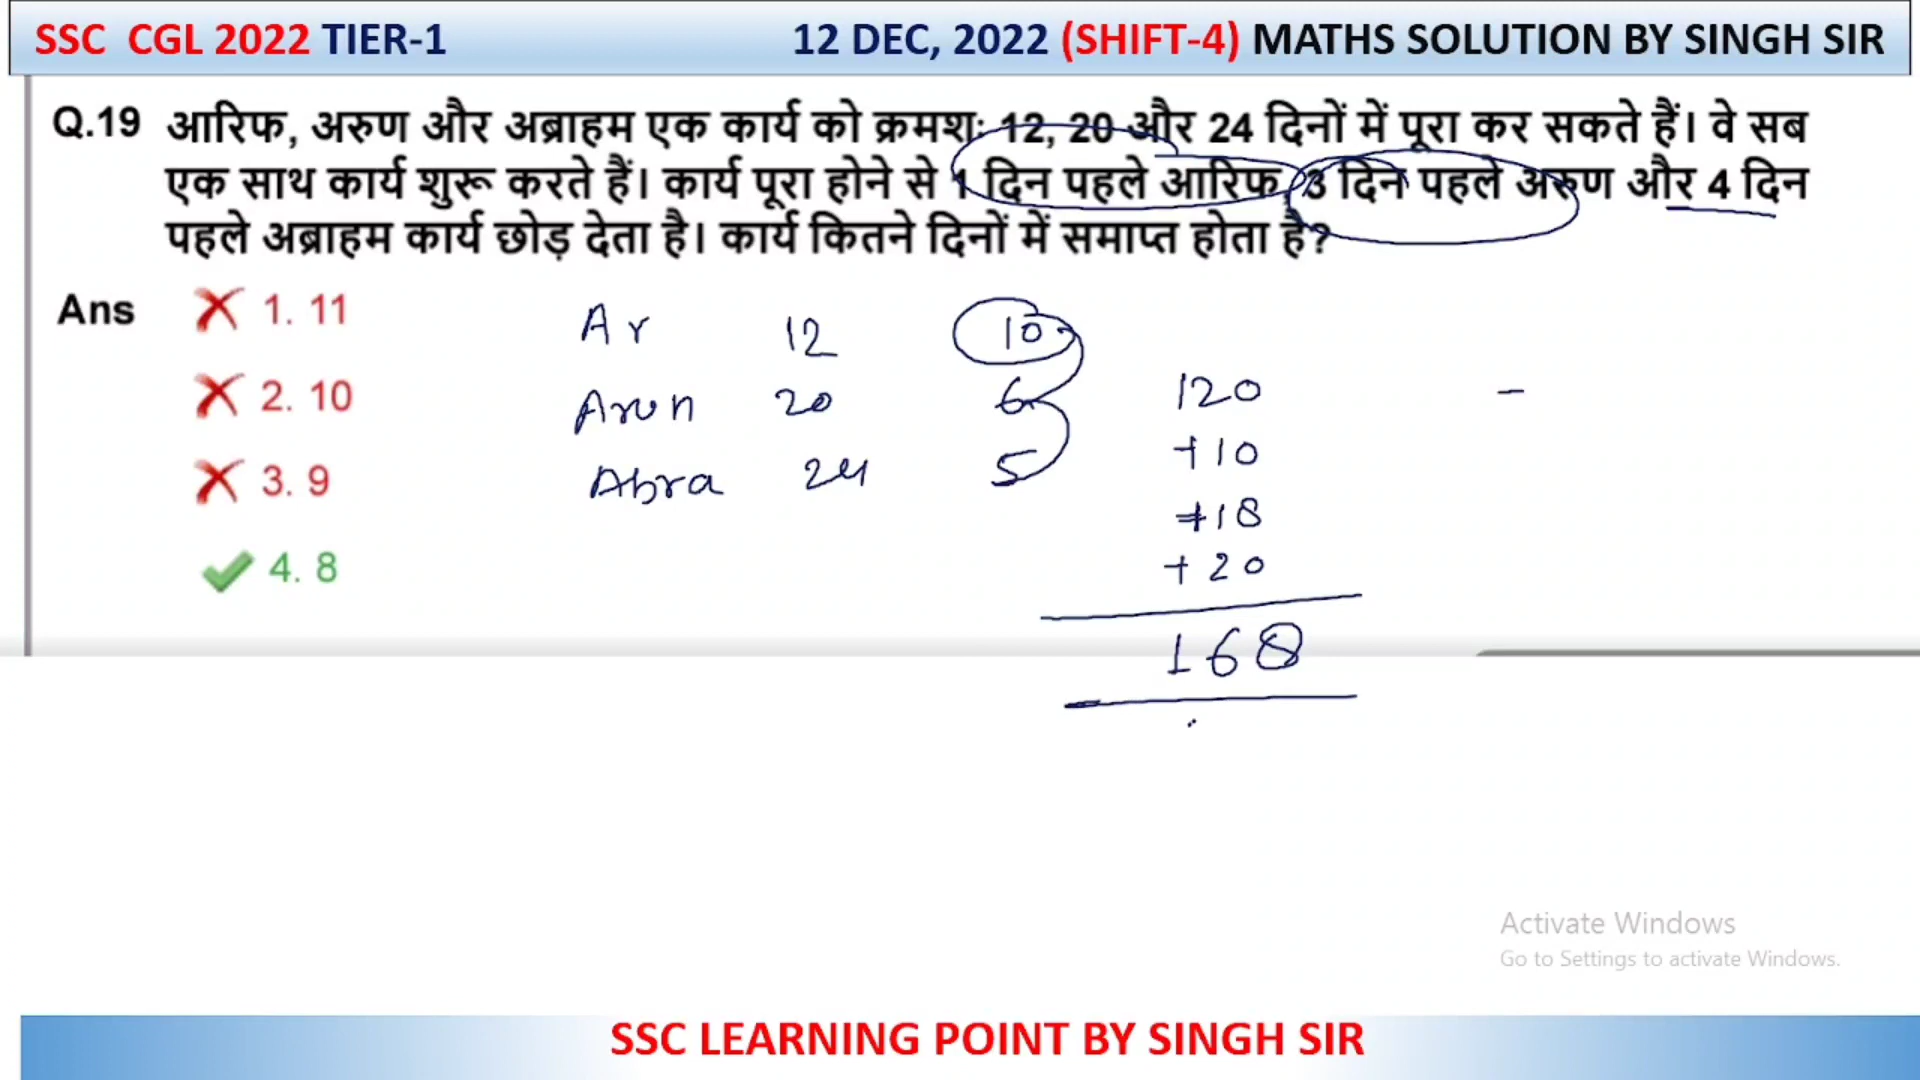 SSC CGL 2022 TIER-1 12 DEC, 2022 (SHIFT-4) MATHS SOLUTION BY SINGH SIR
Q.19 आरिफ, अरुण और अब्राहम एक कार्य को क्रमशः 12, 20 और 24 दिनों में पूरा कर सकते हैं। वे सब
एक साथ कार्य शुरू करते हैं। कार्य पूरा होने से 1 दिन पहले आरिफ, 3 दिन पहले अरुण और 4 दिन
पहले अब्राहम कार्य छोड़ देता है। कार्य कितने दिनों में समाप्त होता है?
Ans 1. 11
2. 10
3. 9
4. 8
Ar 12 10
Arun 20 6
Abra 24 5
120
+10
+18
+20
168
Activate Windows
Go to Settings to activate Windows.
SSC LEARNING POINT BY SINGH SIR